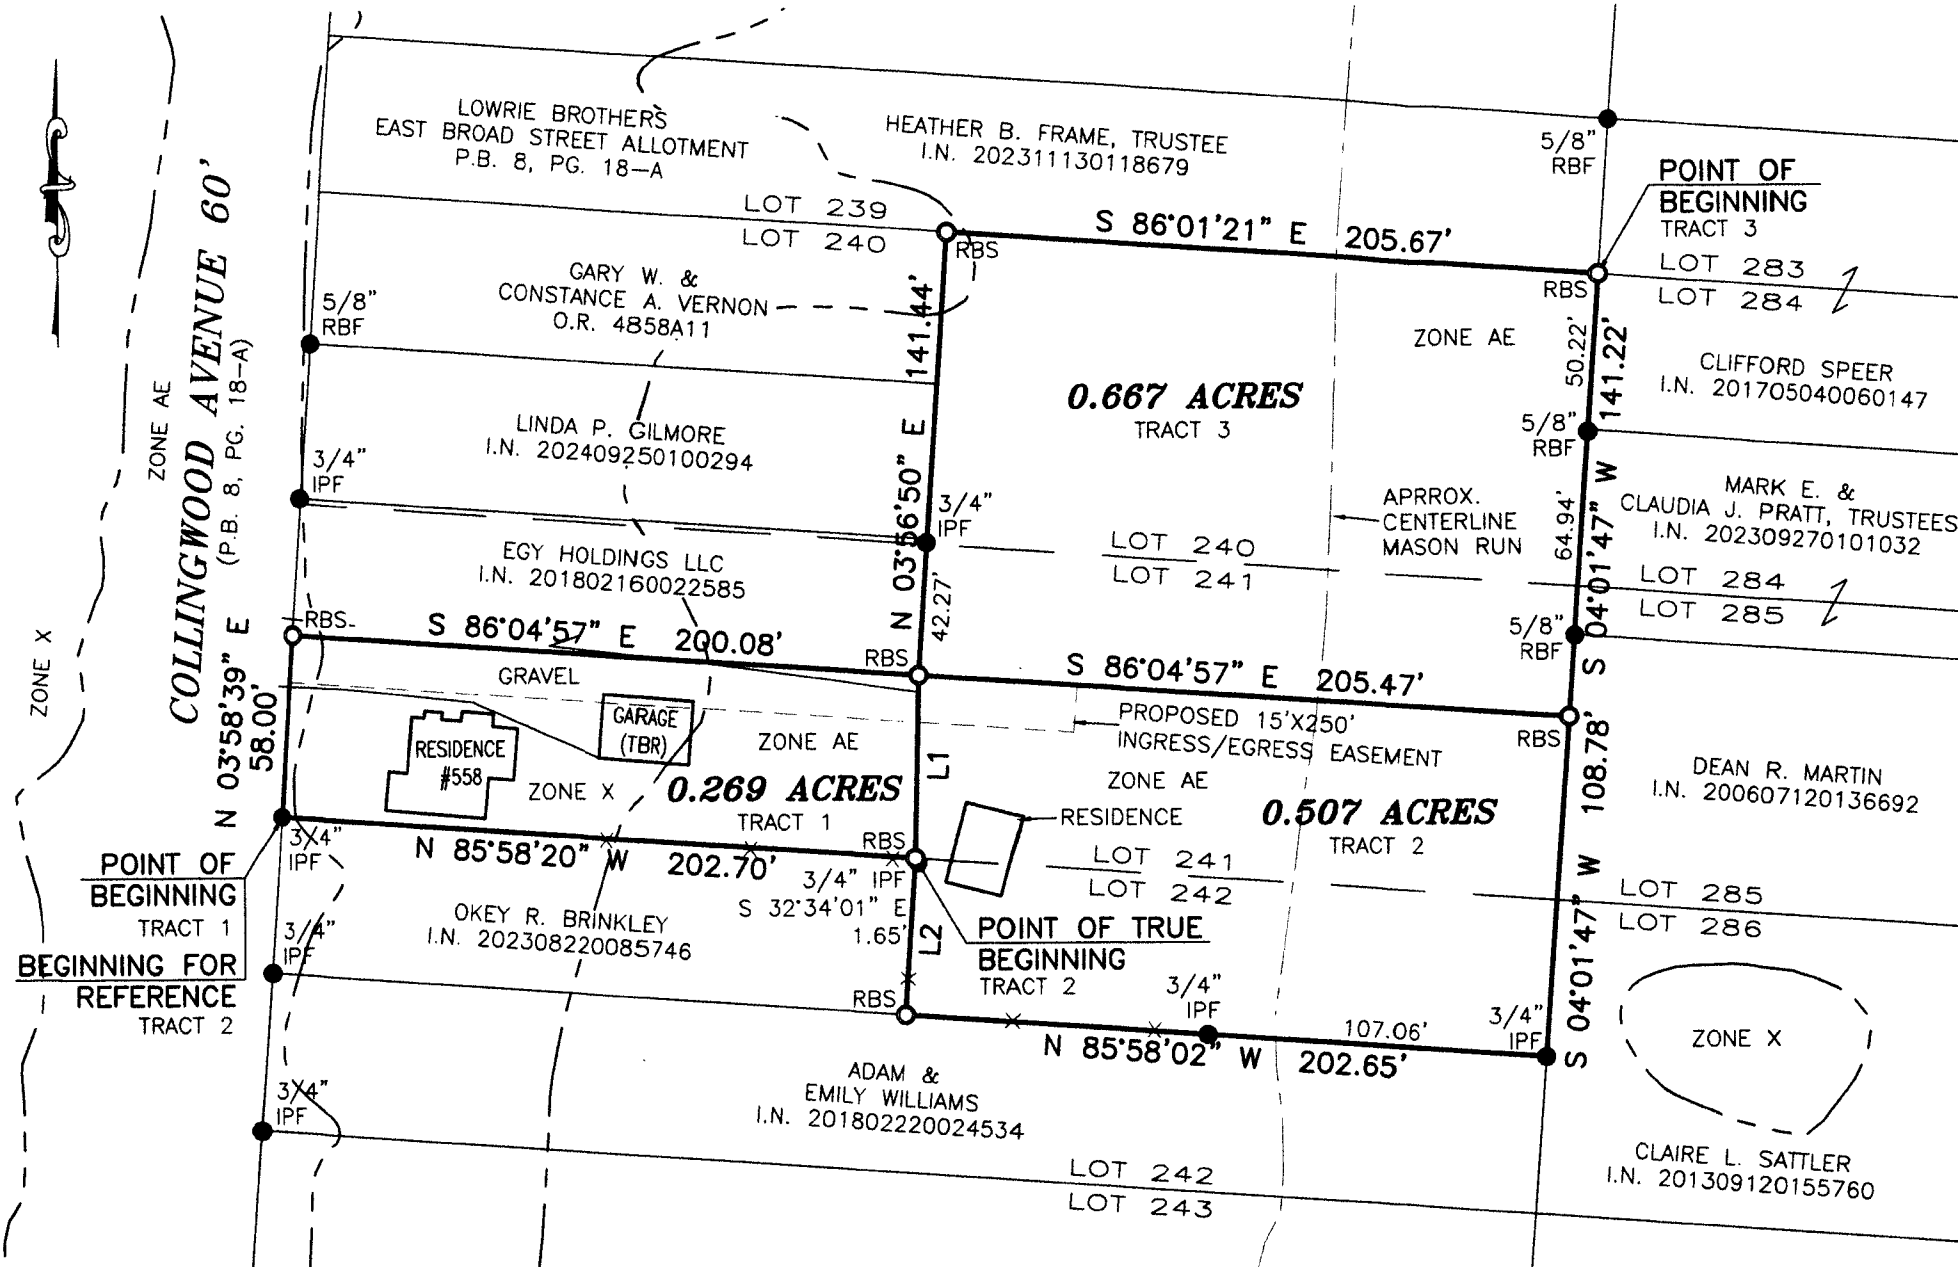 LOWRIE BROTHERS
EAST BROAD STREET ALLOTMENT
P.B. 8, PG. 18-A
HEATHER B. FRAME, TRUSTEE
I.N. 202311130118679
5/8"
RBF
POINT OF
BEGINNING
TRACT 3
LOT 239
LOT 240
RBS
S 86°01'21" E 205.67'
RBS
LOT 283
LOT 284
GARY W. &
CONSTANCE A. VERNON
O.R. 4858A11
5/8"
RBF
N 03°56'50" E 141.44'
ZONE AE
50.22'
S 04°01'47" W 141.22'
CLIFFORD SPEER
I.N. 201705040060147
0.667 ACRES
TRACT 3
5/8"
RBF
ZONE AE
COLLINGWOOD AVENUE 60'
(P.B. 8, PG. 18-A)
LINDA P. GILMORE
I.N. 202409250100294
3/4"
IPF
3/4"
IPF
APRROX.
CENTERLINE
MASON RUN
64.94'
MARK E. &
CLAUDIA J. PRATT, TRUSTEES
I.N. 202309270101032
LOT 240
LOT 241
EGY HOLDINGS LLC
I.N. 201802160022585
42.27'
LOT 284
LOT 285
5/8"
RBF
RBS
S 86°04'57" E 200.08'
RBS
S 86°04'57" E 205.47'
RBS
ZONE X
N 03°58'39" E
58.00'
GRAVEL
GARAGE
(TBR)
RESIDENCE
#558
ZONE AE
ZONE X
0.269 ACRES
TRACT 1
L1
PROPOSED 15'X250'
INGRESS/EGRESS EASEMENT
ZONE AE
RESIDENCE
0.507 ACRES
TRACT 2
S 04°01'47" W 108.78'
DEAN R. MARTIN
I.N. 200607120136692
3/4"
IPF
N 85°58'20" W 202.70'
RBS
3/4" IPF
S 32°34'01" E
1.65'
LOT 241
LOT 242
LOT 285
LOT 286
POINT OF
BEGINNING
TRACT 1
BEGINNING FOR
REFERENCE
TRACT 2
3/4"
IPF
OKEY R. BRINKLEY
I.N. 202308220085746
L2
POINT OF TRUE
BEGINNING
TRACT 2
RBS
3/4"
IPF
107.06'
3/4"
IPF
N 85°58'02" W 202.65'
ZONE X
3/4"
IPF
ADAM &
EMILY WILLIAMS
I.N. 201802220024534
LOT 242
LOT 243
CLAIRE L. SATTLER
I.N. 201309120155760